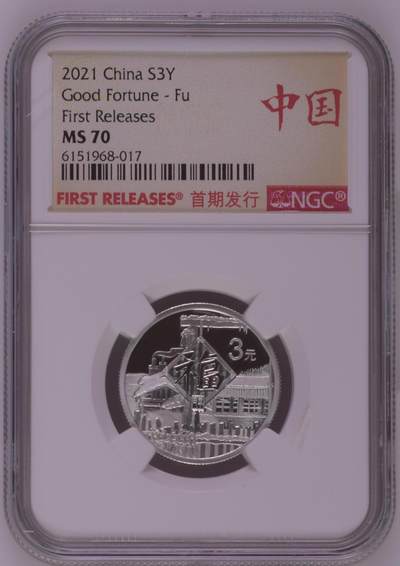 2021 China S3Y
Good Fortune - Fu
First Releases
MS 70
6151968-017
中国
FIRST RELEASES® 首期发行 NGC®
福
3元